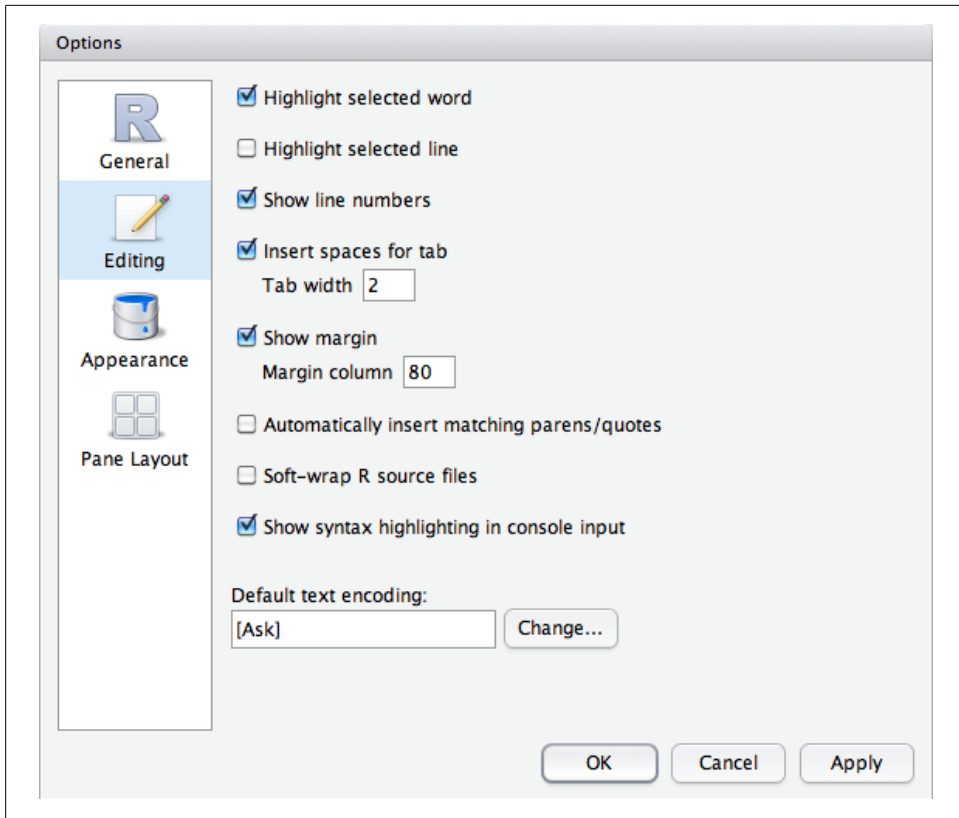 Options
R
General
Editing
Appearance
Pane Layout
Highlight selected word
Highlight selected line
Show line numbers
Insert spaces for tab
Tab width 2
Show margin
Margin column 80
Automatically insert matching parens/quotes
Soft-wrap R source files
Show syntax highlighting in console input
Default text encoding:
[Ask] Change...
OK Cancel Apply